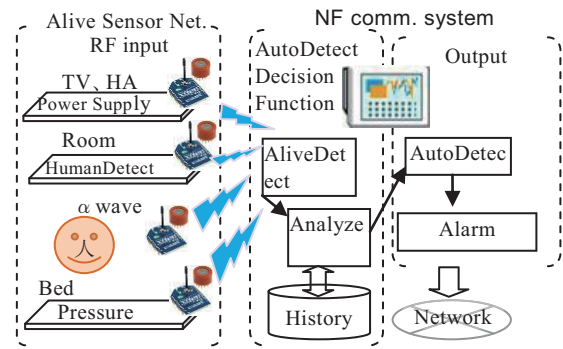 Alive Sensor Net.
RF input
TV、HA
Power Supply
Room
HumanDetect
α wave
人
Bed
Pressure
NF comm. system
AutoDetect
Decision
Function
AliveDet
ect
Analyze
History
Output
AutoDetec
Alarm
Network